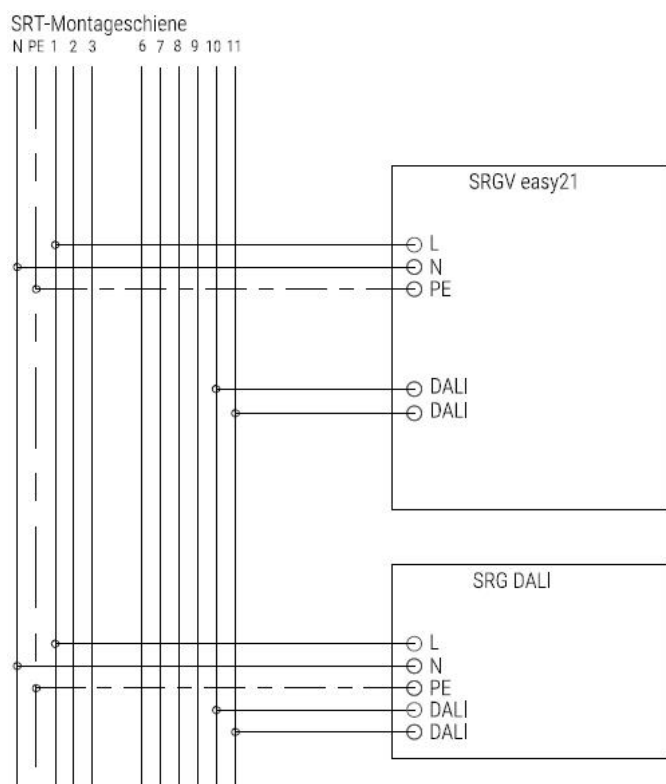 SRT-Montageschiene
N PE 1 2 3 6 7 8 9 10 11
SRGV easy21
L
N
PE
DALI
DALI
SRG DALI
L
N
PE
DALI
DALI